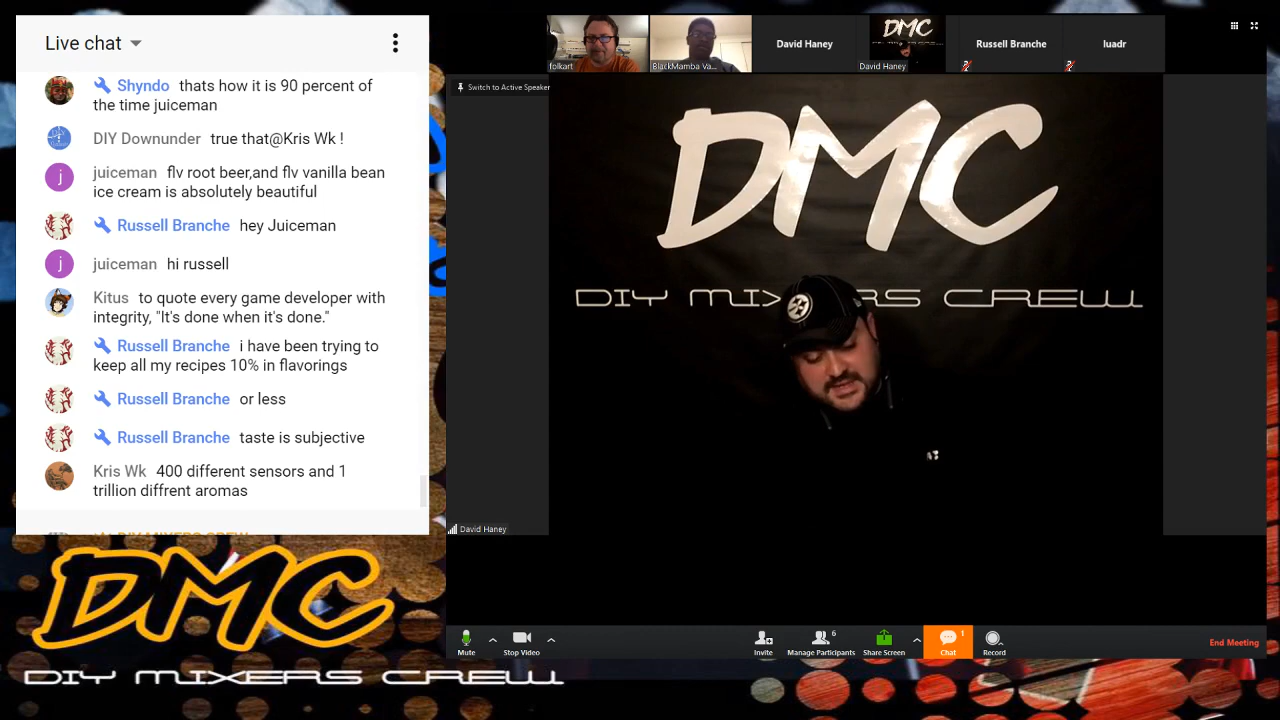 Live chat
Shyndo thats how it is 90 percent of
the time juiceman
DIY Downunder true that@Kris Wk !
juiceman flv root beer,and flv vanilla bean
ice cream is absolutely beautiful
Russell Branche hey Juiceman
j
juiceman hi russell
j
Kitus to quote every game developer with
integrity, "It's done when it's done."
Russell Branche i have been trying to
keep all my recipes 10% in flavorings
Russell Branche or less
Russell Branche taste is subjective
Kris Wk 400 different sensors and 1
trillion diffrent aromas
DMC
DIY MIXERS CREW
folkart
BlackMamba Va...
David Haney
DMC
David Haney
Russell Branche
luadr
Switch to Active Speaker
DMC
DIY MIXERS CREW
David Haney
Mute
Stop Video
Invite
6
Manage Participants
Share Screen
1
Chat
Record
End Meeting